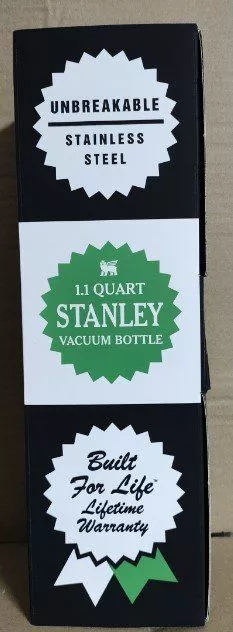 UNBREAKABLE
STAINLESS
STEEL
1.1 QUART
STANLEY
VACUUM BOTTLE
Built
For Life™
Lifetime
Warranty